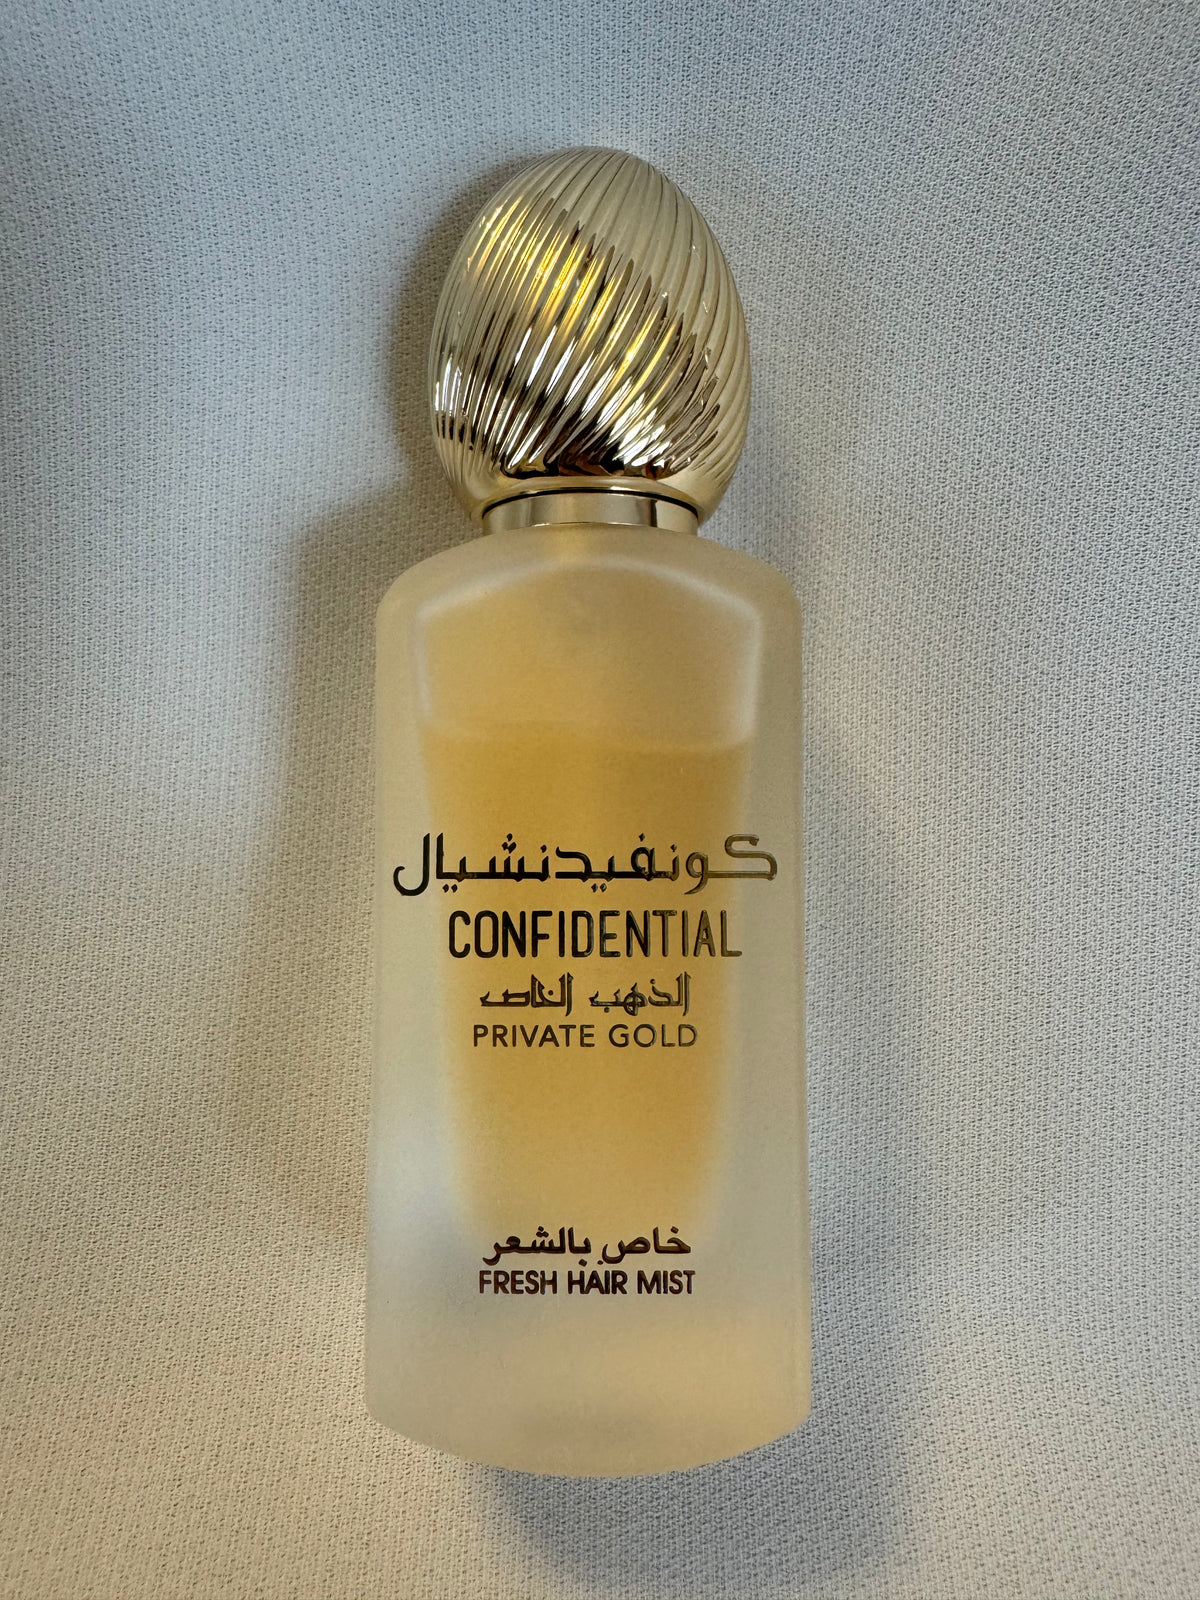 كونفيدنشيال
CONFIDENTIAL
الذهب الخاص
PRIVATE GOLD
خاص بالشعر
FRESH HAIR MIST